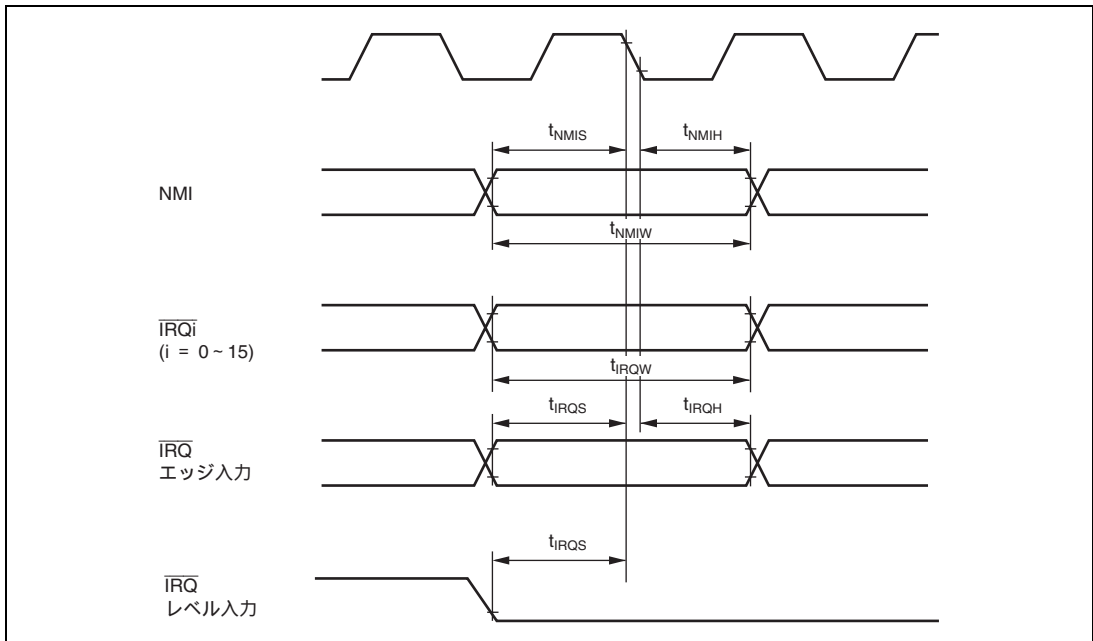 tNMIS tNMIH
NMI
tNMIW
IRQi
(i = 0~15)
tIRQW
tIRQS tIRQH
IRQ
エッジ入力
tIRQS
IRQ
レベル入力